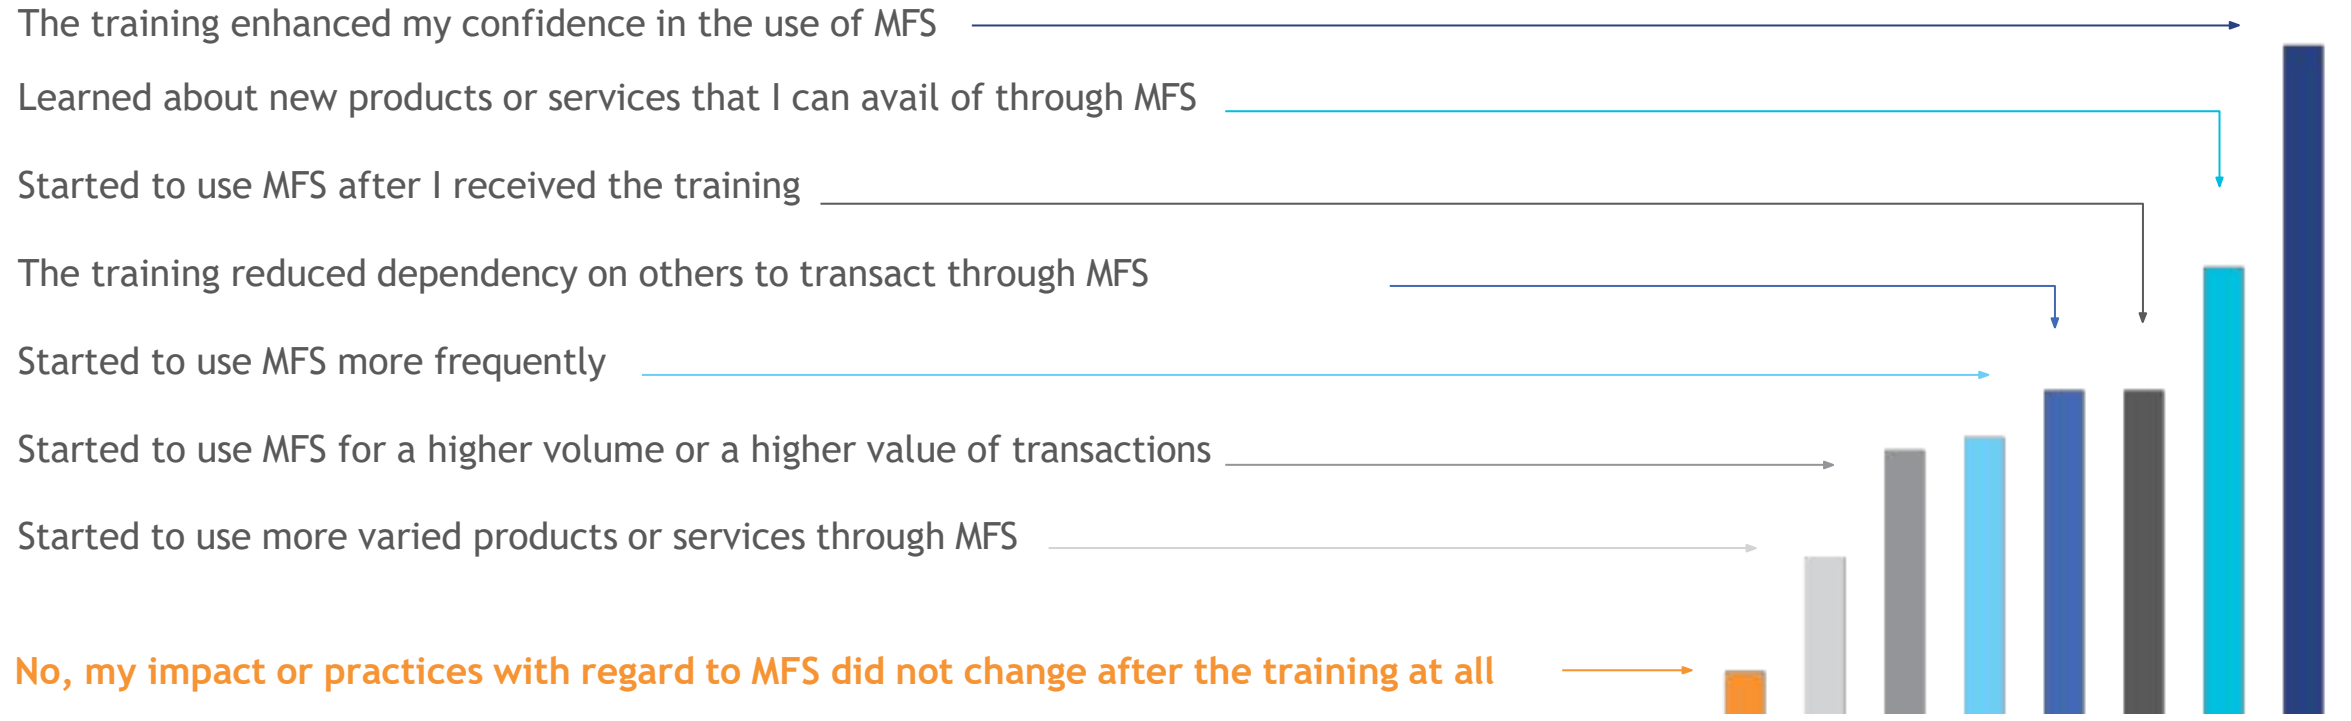 The training enhanced my confidence in the use of MFS
Learned about new products or services that I can avail of through MFS
Started to use MFS after I received the training
The training reduced dependency on others to transact through MFS
Started to use MFS more frequently
Started to use MFS for a higher volume or a higher value of transactions
Started to use more varied products or services through MFS
No, my impact or practices with regard to MFS did not change after the training at all